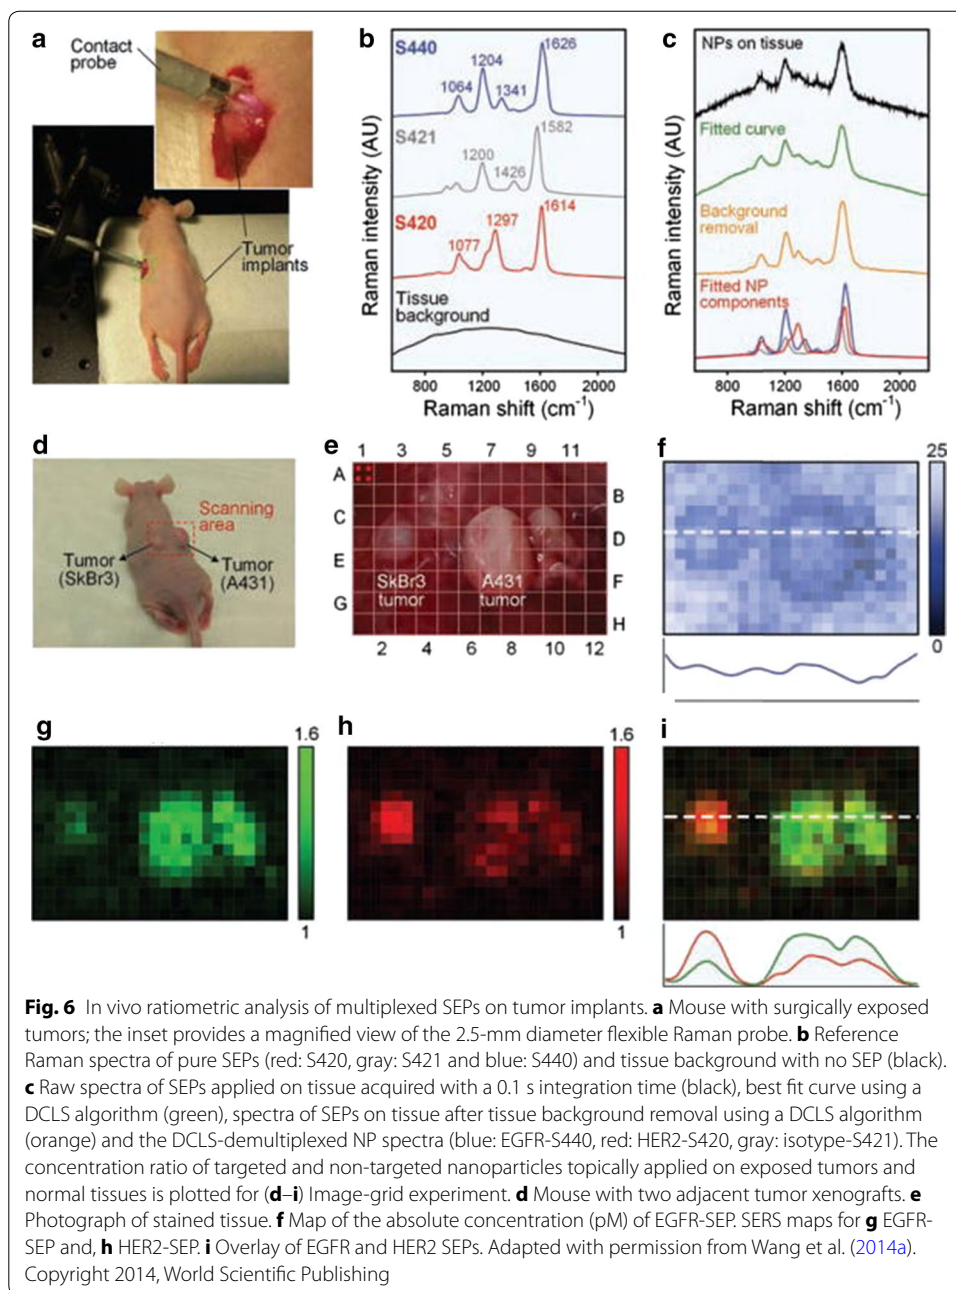 a
Contact
probe
Tumor
implants
b
S440
1064
1204
1341
1626
S421
1200
1426
1582
S420
1077
1297
1614
Tissue
background
Raman intensity (AU)
800 1200 1600 2000
Raman shift (cm⁻¹)
c
NPs on tissue
Fitted curve
Background
removal
Fitted NP
components
Raman intensity (AU)
800 1200 1600 2000
Raman shift (cm⁻¹)
d
Scanning
area
Tumor
(SkBr3)
Tumor
(A431)
e
1 3 5 7 9 11
A
B
C
D
E
F
G
H
SkBr3
tumor
A431
tumor
2 4 6 8 10 12
f
25
0
g
1.6
1
h
1.6
1
i
Fig. 6 In vivo ratiometric analysis of multiplexed SEPs on tumor implants. a Mouse with surgically exposed
tumors; the inset provides a magnified view of the 2.5-mm diameter flexible Raman probe. b Reference
Raman spectra of pure SEPs (red: S420, gray: S421 and blue: S440) and tissue background with no SEP (black).
c Raw spectra of SEPs applied on tissue acquired with a 0.1 s integration time (black), best fit curve using a
DCLS algorithm (green), spectra of SEPs on tissue after tissue background removal using a DCLS algorithm
(orange) and the DCLS-demultiplexed NP spectra (blue: EGFR-S440, red: HER2-S420, gray: isotype-S421). The
concentration ratio of targeted and non-targeted nanoparticles topically applied on exposed tumors and
normal tissues is plotted for (d–i) Image-grid experiment. d Mouse with two adjacent tumor xenografts. e
Photograph of stained tissue. f Map of the absolute concentration (pM) of EGFR-SEP. SERS maps for g EGFR-
SEP and, h HER2-SEP. i Overlay of EGFR and HER2 SEPs. Adapted with permission from Wang et al. (2014a).
Copyright 2014, World Scientific Publishing